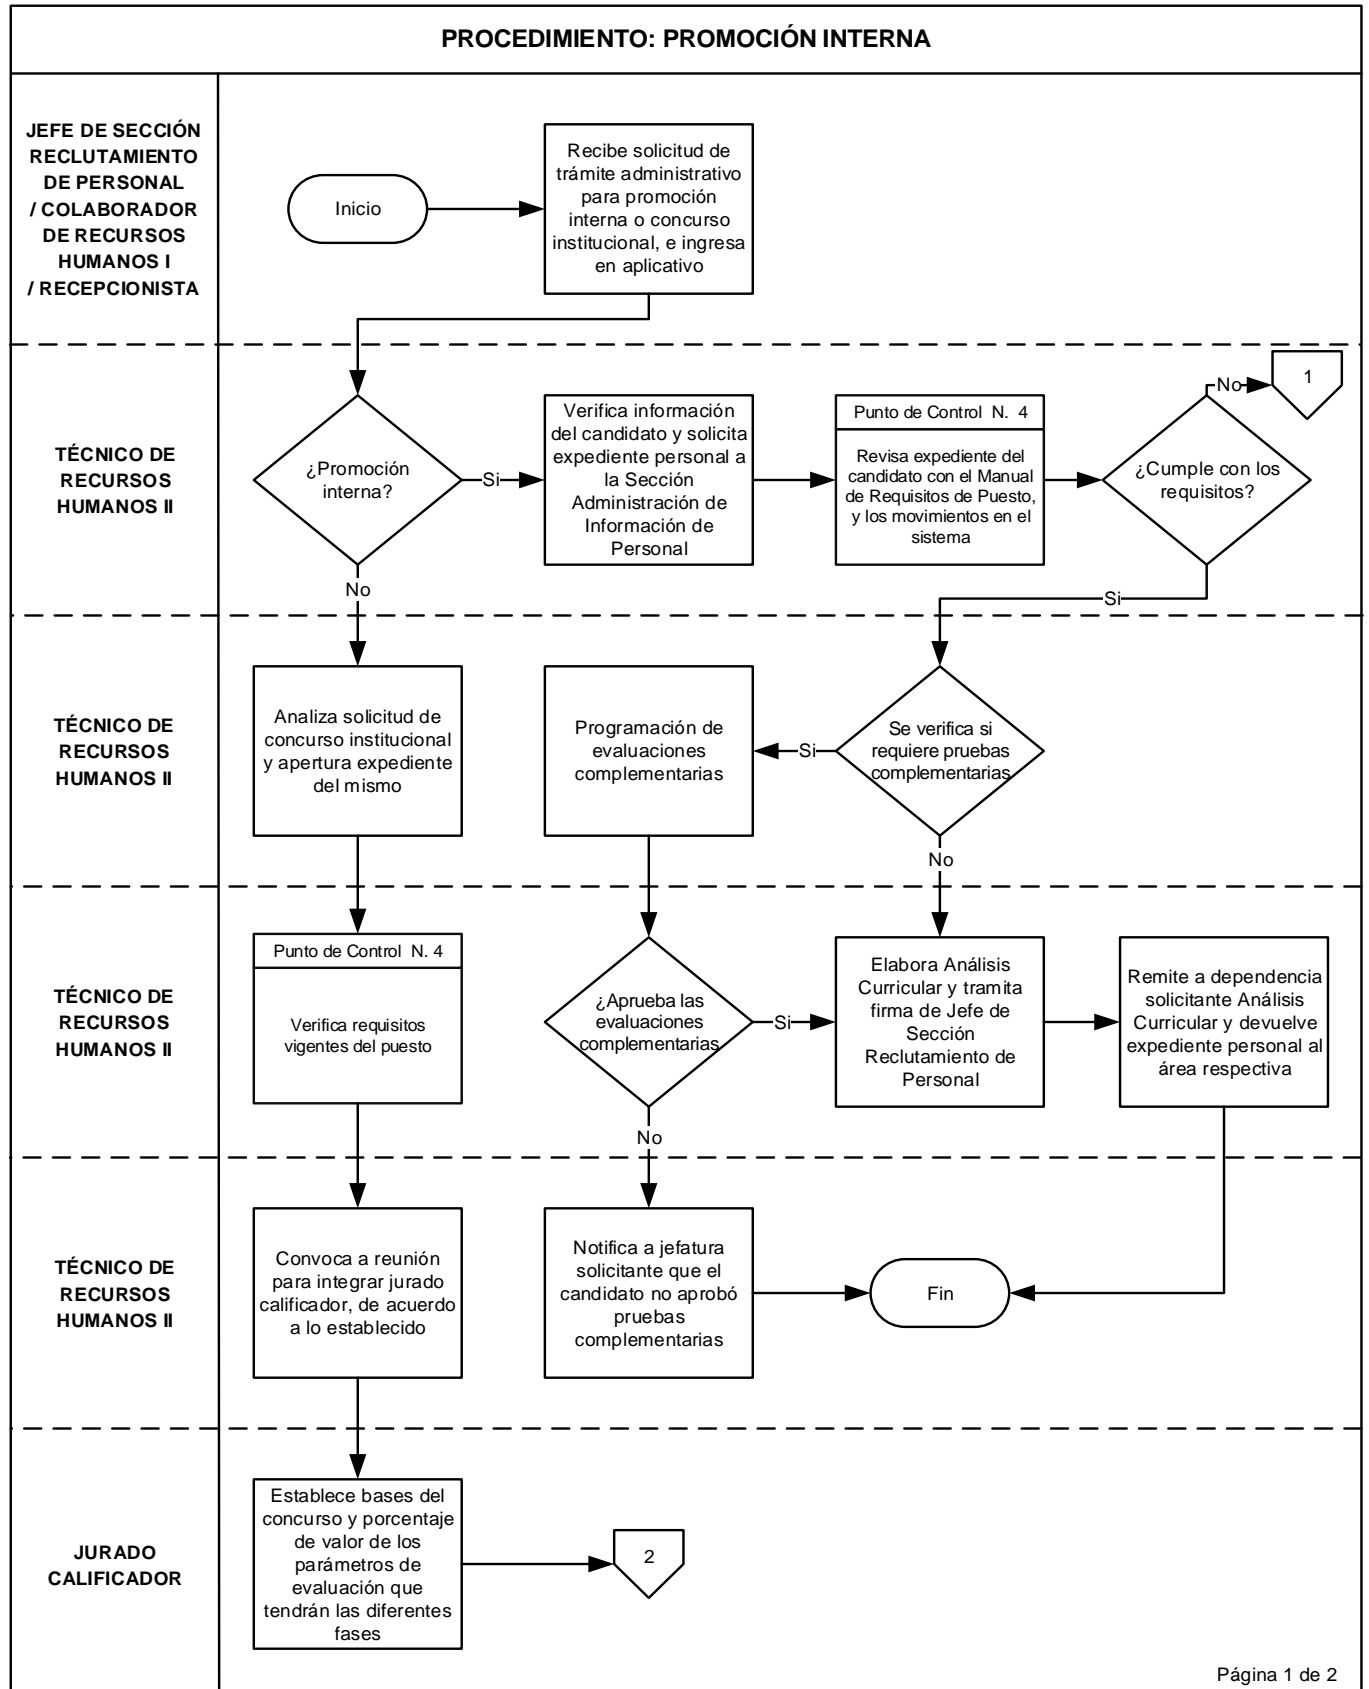 PROCEDIMIENTO: PROMOCIÓN INTERNA
JEFE DE SECCIÓN
RECLUTAMIENTO
DE PERSONAL
/ COLABORADOR
DE RECURSOS
HUMANOS I
/ RECEPCIONISTA
Inicio
Recibe solicitud de
trámite administrativo
para promoción
interna o concurso
institucional, e ingresa
en aplicativo
TÉCNICO DE
RECURSOS
HUMANOS II
¿Promoción
interna?
Si
No
Verifica información
del candidato y solicita
expediente personal a
la Sección
Administración de
Información de
Personal
Punto de Control N. 4
Revisa expediente del
candidato con el Manual
de Requisitos de Puesto,
y los movimientos en el
sistema
¿Cumple con los
requisitos?
No
1
Si
TÉCNICO DE
RECURSOS
HUMANOS II
Analiza solicitud de
concurso institucional
y apertura expediente
del mismo
Programación de
evaluaciones
complementarias
Si
Se verifica si
requiere pruebas
complementarias
No
TÉCNICO DE
RECURSOS
HUMANOS II
Punto de Control N. 4
Verifica requisitos
vigentes del puesto
¿Aprueba las
evaluaciones
complementarias
Si
No
Elabora Análisis
Curricular y tramita
firma de Jefe de
Sección
Reclutamiento de
Personal
Remite a dependencia
solicitante Análisis
Curricular y devuelve
expediente personal al
área respectiva
TÉCNICO DE
RECURSOS
HUMANOS II
Convoca a reunión
para integrar jurado
calificador, de acuerdo
a lo establecido
Notifica a jefatura
solicitante que el
candidato no aprobó
pruebas
complementarias
Fin
JURADO
CALIFICADOR
Establece bases del
concurso y porcentaje
de valor de los
parámetros de
evaluación que
tendrán las diferentes
fases
2
Página 1 de 2